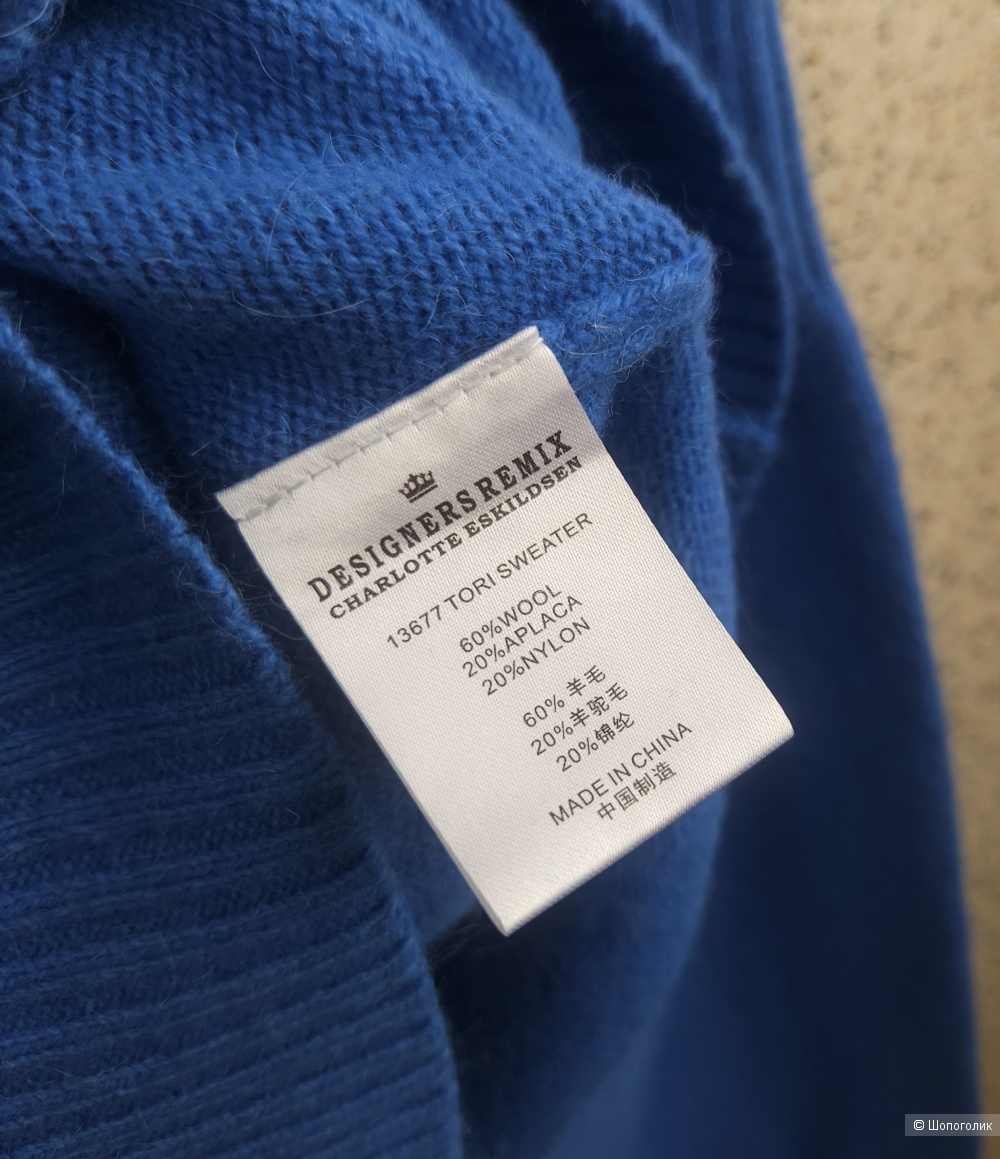 DESIGNERS REMIX
CHARLOTTE ESKILDSEN
13677 TORI SWEATER
60%WOOL
20%APLACA
20%NYLON
60% 羊毛
20%羊驼毛
20%锦纶
MADE IN CHINA
中国制造
© Шопоголик